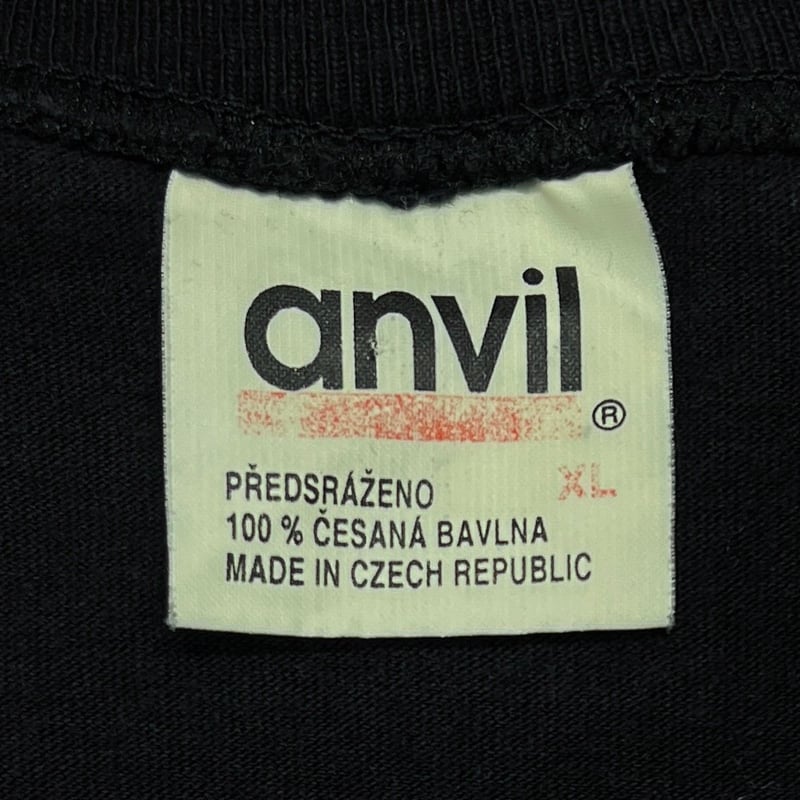 anvil
®
XL
PŘEDSRÁŽENO
100 % ČESANÁ BAVLNA
MADE IN CZECH REPUBLIC